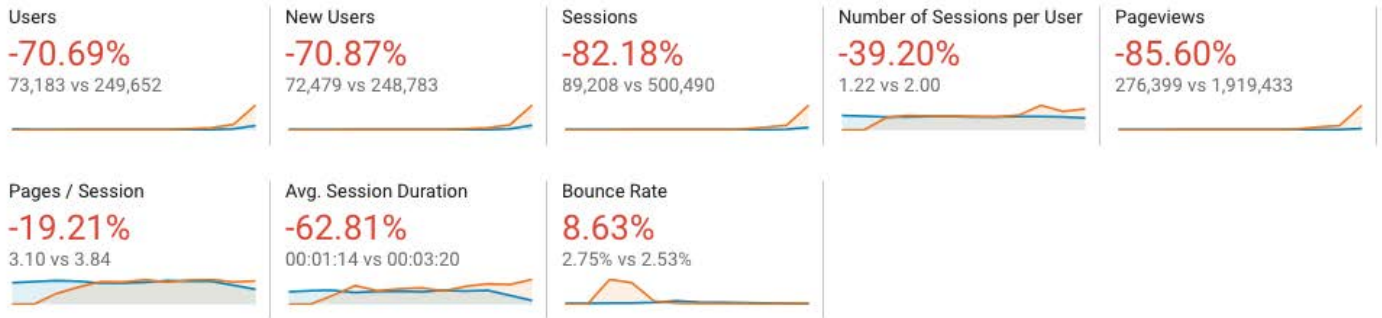 Users
-70.69%
73,183 vs 249,652
New Users
-70.87%
72,479 vs 248,783
Sessions
-82.18%
89,208 vs 500,490
Number of Sessions per User
-39.20%
1.22 vs 2.00
Pageviews
-85.60%
276,399 vs 1,919,433
Pages / Session
-19.21%
3.10 vs 3.84
Avg. Session Duration
-62.81%
00:01:14 vs 00:03:20
Bounce Rate
8.63%
2.75% vs 2.53%